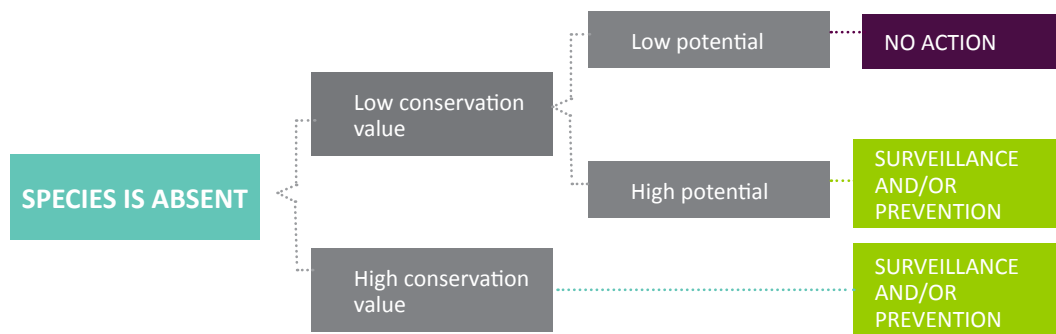 SPECIES IS ABSENT
Low conservation
value
Low potential
NO ACTION
High potential
SURVEILLANCE
AND/OR
PREVENTION
High conservation
value
SURVEILLANCE
AND/OR
PREVENTION